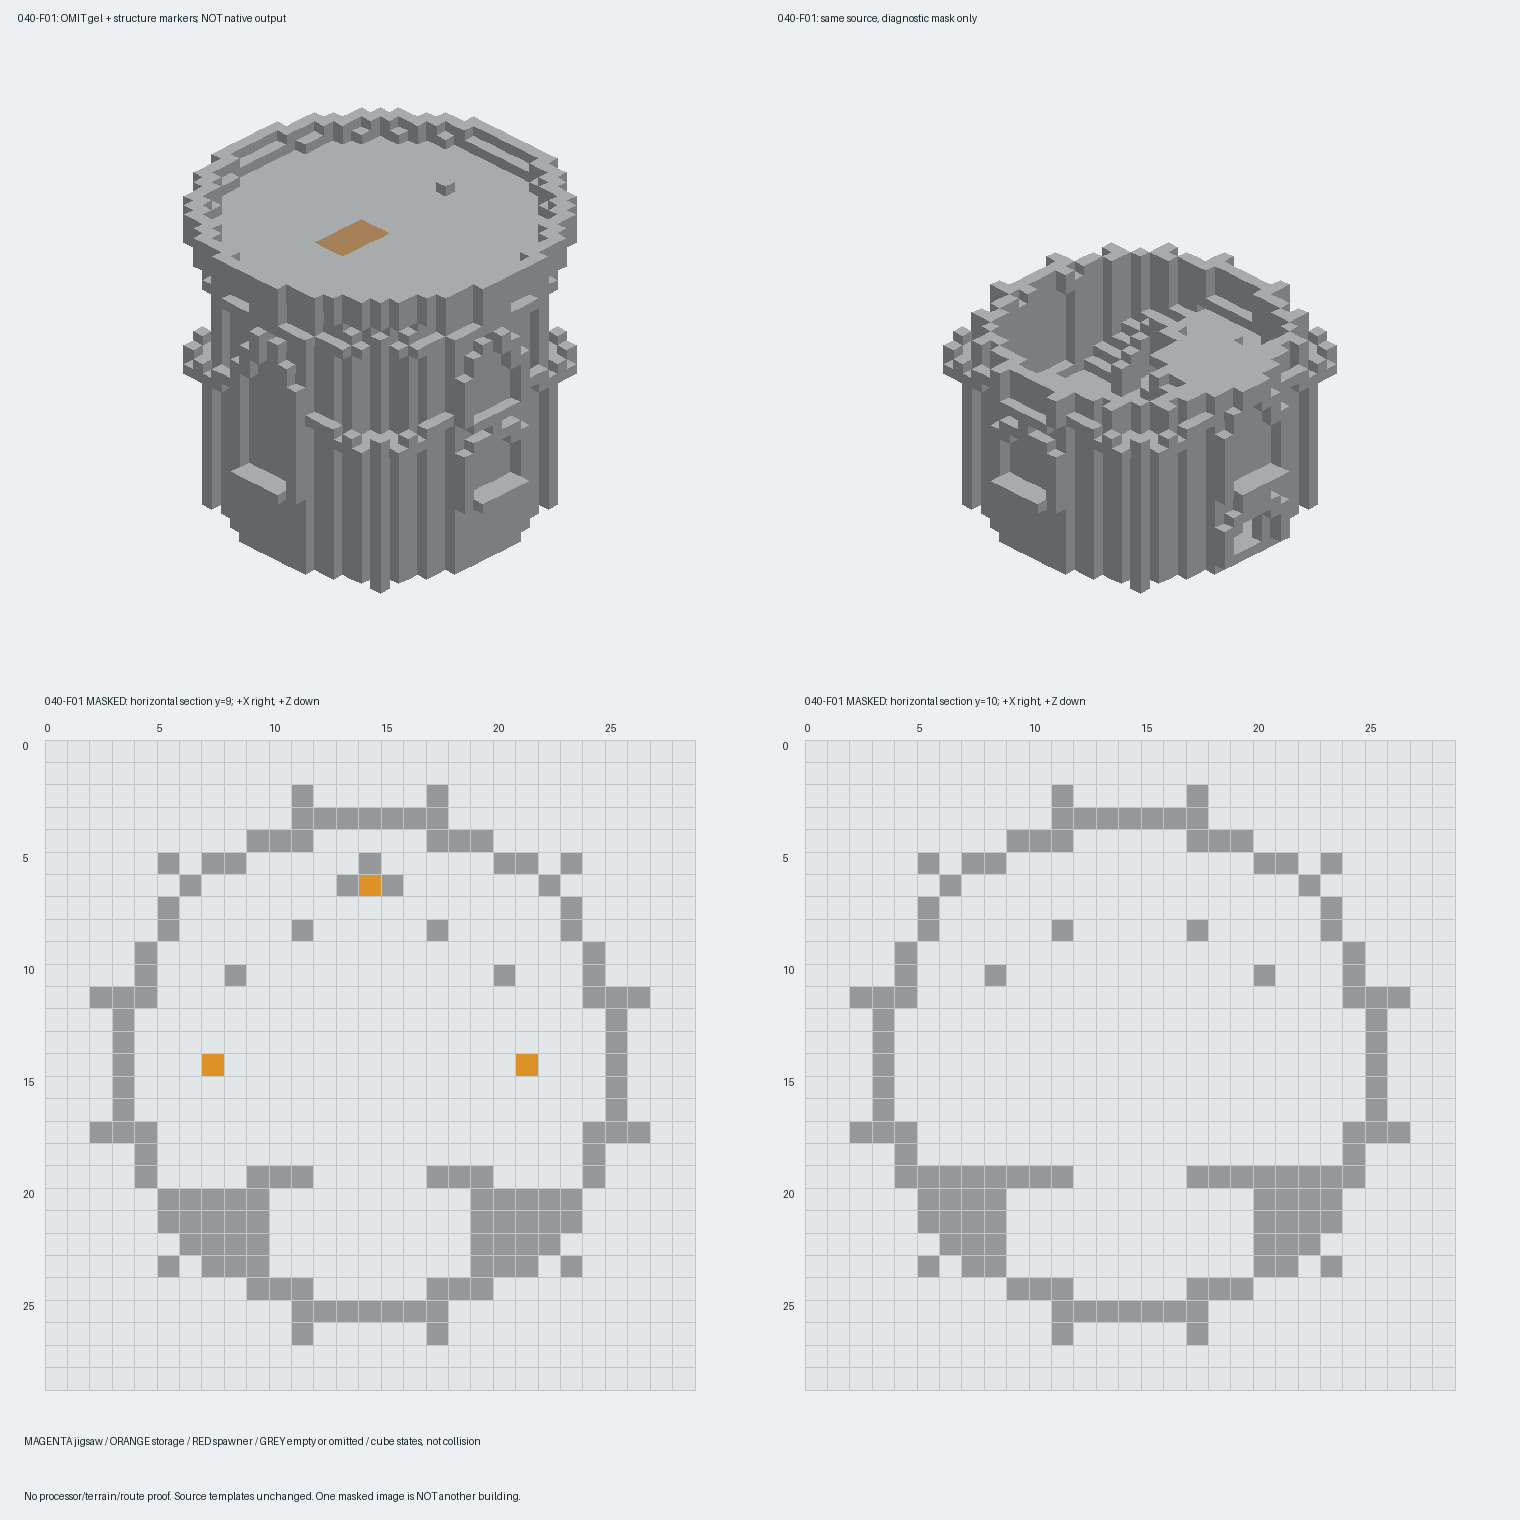 040-F01: OMIT gel + structure markers; NOT native output
040-F01: same source, diagnostic mask only
040-F01 MASKED: horizontal section y=9; +X right, +Z down
040-F01 MASKED: horizontal section y=10; +X right, +Z down
0 5 10 15 20 25
0 5 10 15 20 25
0
5
10
15
20
25
0
5
10
15
20
25
MAGENTA jigsaw / ORANGE storage / RED spawner / GREY empty or omitted / cube states, not collision
No processor/terrain/route proof. Source templates unchanged. One masked image is NOT another building.